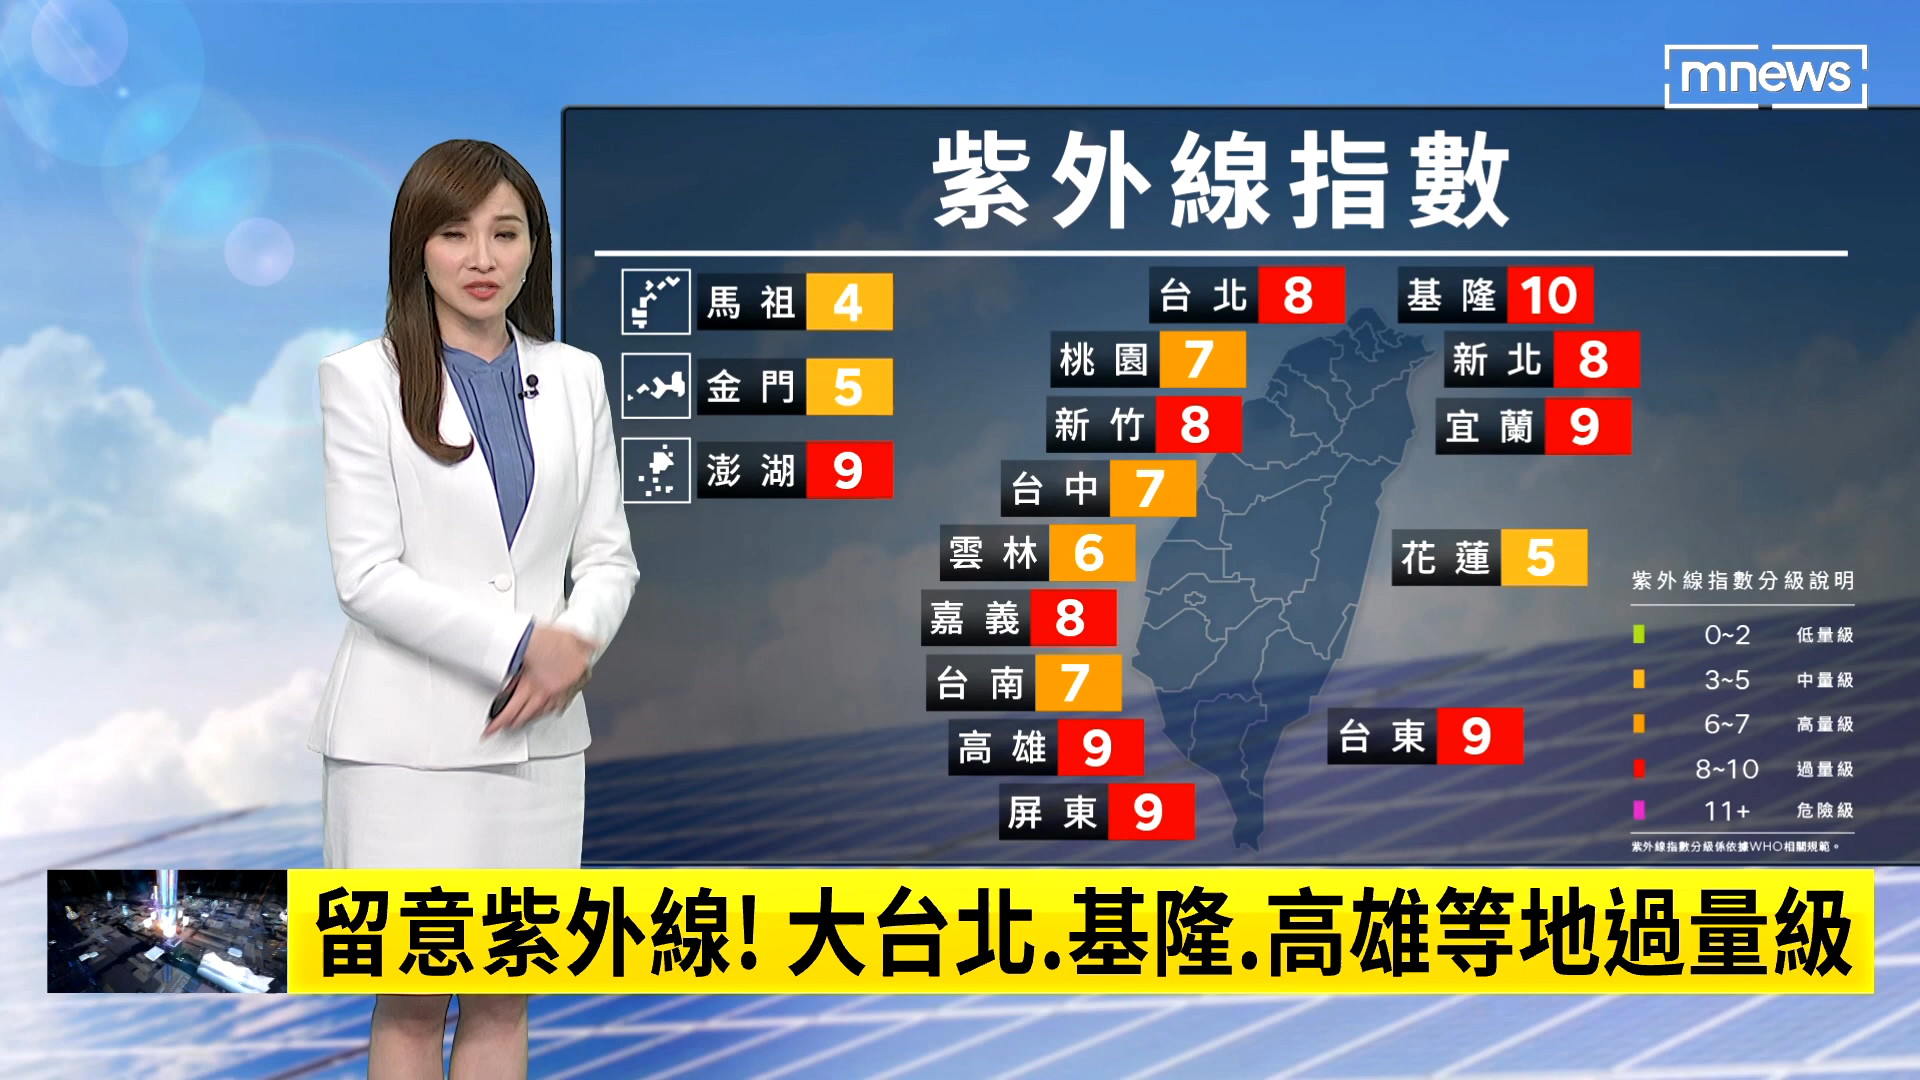 mnews
紫外線指數
馬祖 4
金門 5
澎湖 9
台北 8
基隆 10
桃園 7
新北 8
新竹 8
宜蘭 9
台中 7
雲林 6
花蓮 5
嘉義 8
台南 7
高雄 9
台東 9
屏東 9
紫外線指數分級說明
0~2 低量級
3~5 中量級
6~7 高量級
8~10 過量級
11+ 危險級
紫外線指數分級係依據WHO相關規範。
留意紫外線! 大台北.基隆.高雄等地過量級